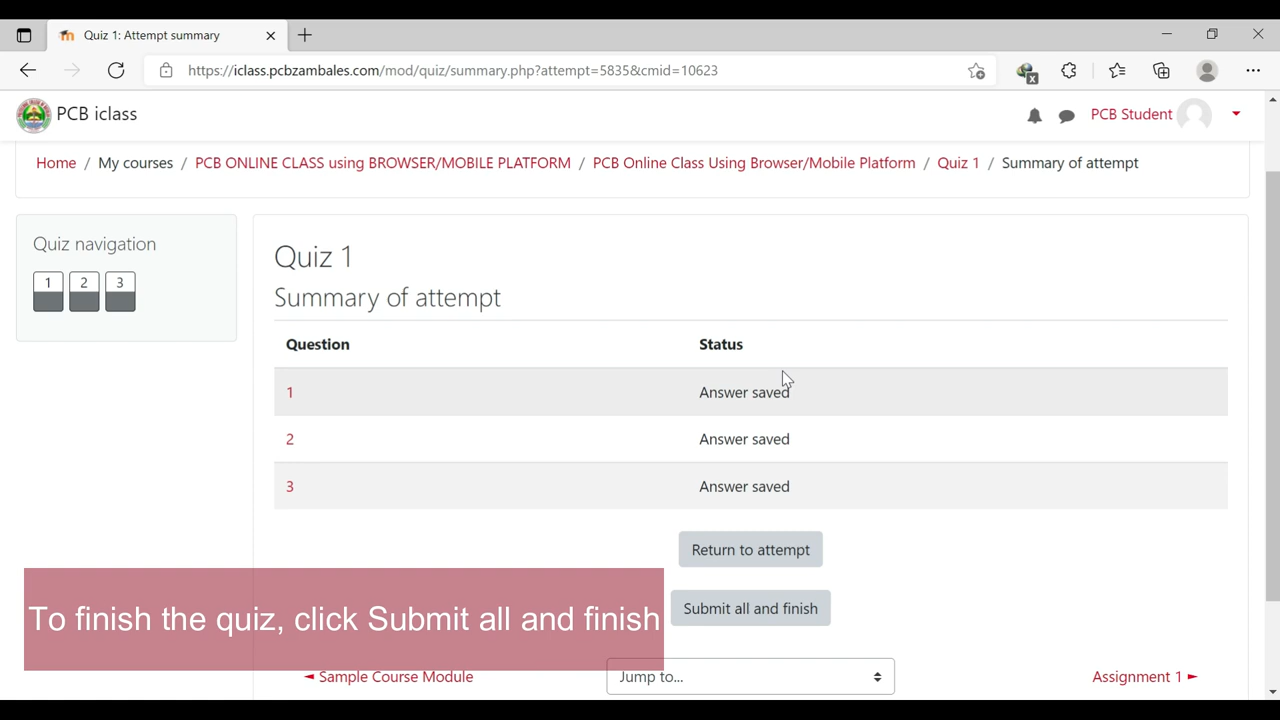 Quiz 1: Attempt summary
https://iclass.pcbzambales.com/mod/quiz/summary.php?attempt=5835&cmid=10623
PCB iclass
PCB Student
Home / My courses / PCB ONLINE CLASS using BROWSER/MOBILE PLATFORM / PCB Online Class Using Browser/Mobile Platform / Quiz 1 / Summary of attempt
Quiz navigation
1 2 3
Quiz 1
Summary of attempt
Question Status
1 Answer saved
2 Answer saved
3 Answer saved
Return to attempt
Submit all and finish
To finish the quiz, click Submit all and finish
◄ Sample Course Module
Jump to...
Assignment 1 ►